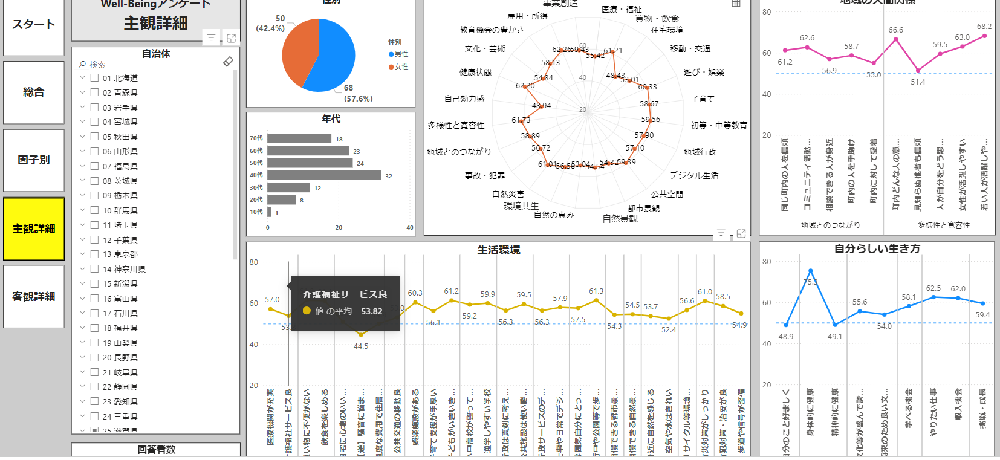 スタート
総合
因子別
主観詳細
客観詳細
Well-Beingアンケート
主観詳細
自治体
検索
01 北海道
02 青森県
03 岩手県
04 宮城県
05 秋田県
06 山形県
07 福島県
08 茨城県
09 栃木県
10 群馬県
11 埼玉県
12 千葉県
13 東京都
14 神奈川県
15 新潟県
16 富山県
17 石川県
18 福井県
19 山梨県
20 長野県
21 岐阜県
22 静岡県
23 愛知県
24 三重県
25 滋賀県
回答者数
性別
50
(42.4%)
68
(57.6%)
性別
男性
女性
年代
70代 18
60代 23
50代 24
40代 32
30代 12
20代 8
10代 1
0 20 40
事業創造
医療・福祉
買物・飲食
住宅環境
移動・交通
遊び・娯楽
子育て
初等・中等教育
地域行政
デジタル生活
公共空間
都市景観
自然景観
自然の恵み
環境共生
自然災害
事故・犯罪
地域とのつながり
多様性と寛容性
自己効力感
健康状態
文化・芸術
教育機会の豊かさ
雇用・所得
60
40
20
59.43
55.42
61.21
48.43
53.01
60.33
58.67
59.56
57.90
57.10
59.39
54.32
54.54
53.04
56.58
61.01
56.72
58.89
61.73
48.94
62.20
54.84
58.13
62.26
地域の人間関係
80
60
40
20
61.2
62.6
56.9
58.7
55.0
66.6
51.4
59.5
63.0
68.2
同じ町内の人を信頼
コミュニティ活動…
相談できる人が身近
町内の人を手助け
町内に対して愛着
町内どんな人の意…
見知らぬ他者も信頼
人が自分をどう思…
女性が活躍しやすい
若い人が活躍しや…
地域とのつながり
多様性と寛容性
生活環境
80
60
40
20
57.0
53.
介護福祉サービス良
値 の平均 53.82
44.5
60.3
56.1
61.2
59.2
59.9
56.3
59.5
56.3
57.9
57.5
61.3
54.3
54.5
53.7
52.4
56.6
61.0
58.5
54.9
医療機関が充実
介護福祉サービス良
買い物に不便がない
飲食を楽しめる
自宅に心地のいい…
【逆】騒音に悩ま…
適度な費用で住居…
公共交通の移動良
娯楽施設がある
子育て支援が手厚い
子どもがいきいき…
小中高校が整って…
通学しやすい学校
行政は真剣に考え…
公共施設は使い勝…
行政サービスのデ…
仕事や日常でデジ…
雰囲気自分にとっ…
街中や公園等で歩…
自慢できる都市景…
自慢できる自然景…
身近に自然を感じる
空気や水はきれい
リサイクル等環境…
防災対策がしっかり
防犯対策・治安が良
歩道や信号が整備
自分らしい生き方
80
60
40
20
48.9
75.3
49.1
55.6
54.0
58.1
62.5
62.0
59.4
自分のこと好ましく
身体的に健康
精神的に健康
文化等が盛んで誇…
将来のため良い文…
学べる機会
やりたい仕事
収入機会
挑戦・成長